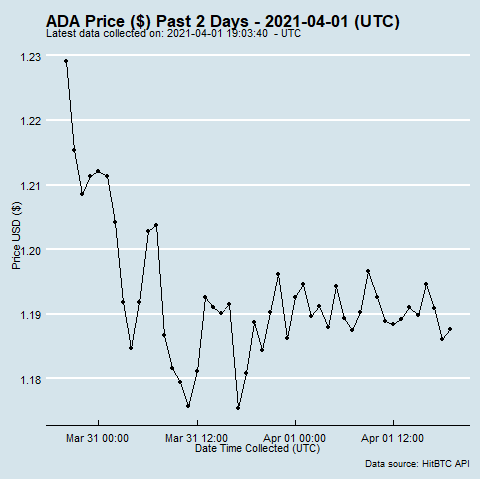 ADA Price ($) Past 2 Days - 2021-04-01 (UTC)
Latest data collected on: 2021-04-01 19:03:40  - UTC
1.23
1.22
1.21
1.20
1.19
1.18
Price USD ($)
Mar 31 00:00
Mar 31 12:00
Apr 01 00:00
Apr 01 12:00
Date Time Collected (UTC)
Data source: HitBTC API